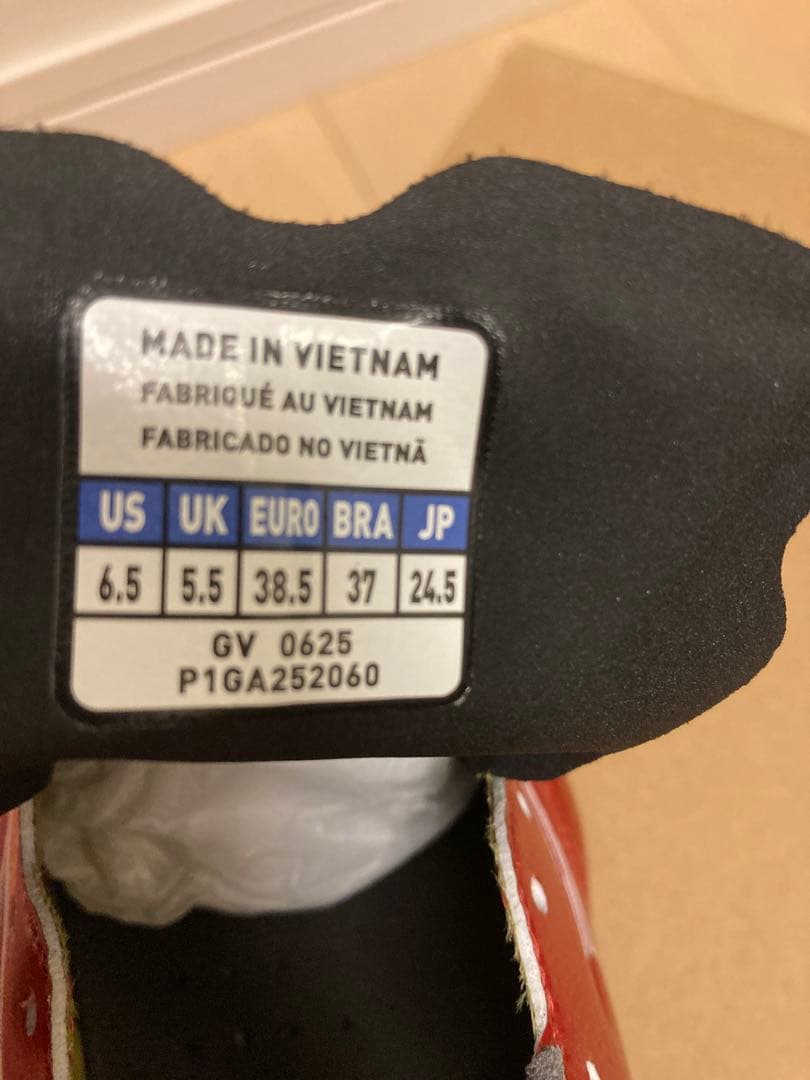 MADE IN VIETNAM
FABRIQUÉ AU VIETNAM
FABRICADO NO VIETNÃ
US UK EURO BRA JP
6.5 5.5 38.5 37 24.5
GV 0625
P1GA252060